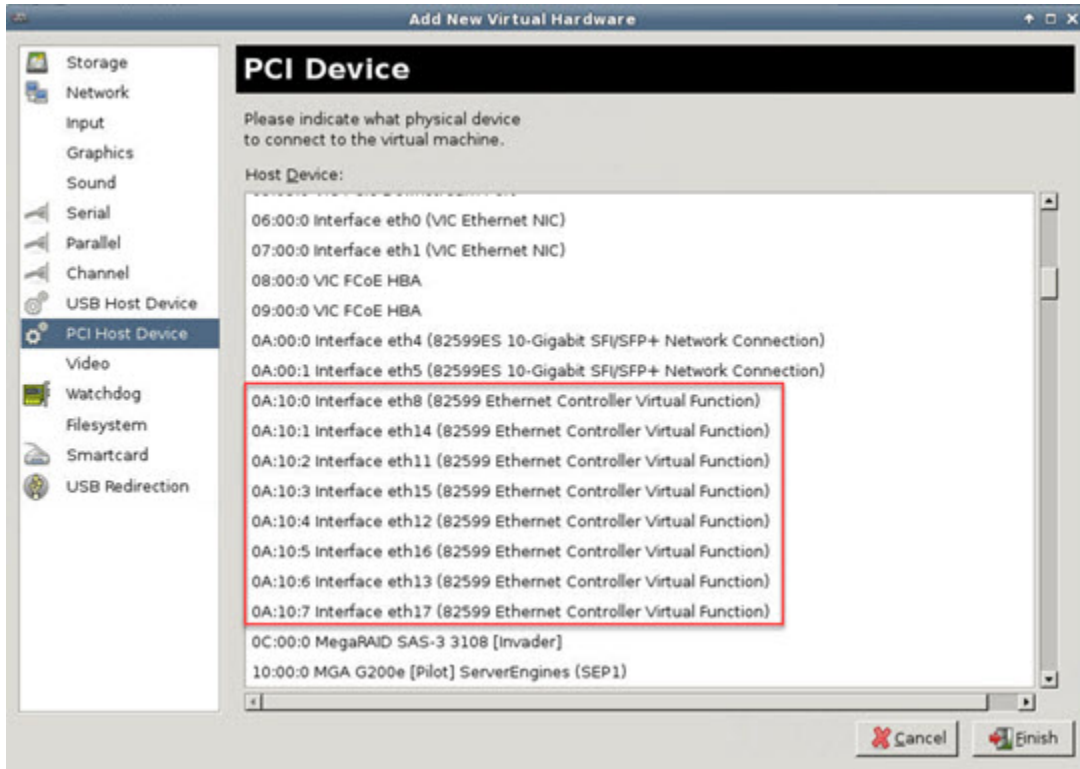 Add New Virtual Hardware
Storage
Network
Input
Graphics
Sound
Serial
Parallel
Channel
USB Host Device
PCI Host Device
Video
Watchdog
Filesystem
Smartcard
USB Redirection
PCI Device
Please indicate what physical device
to connect to the virtual machine.
Host Device:
06:00:0 Interface eth0 (VIC Ethernet NIC)
07:00:0 Interface eth1 (VIC Ethernet NIC)
08:00:0 VIC FCoE HBA
09:00:0 VIC FCoE HBA
0A:00:0 Interface eth4 (82599ES 10-Gigabit SFI/SFP+ Network Connection)
0A:00:1 Interface eth5 (82599ES 10-Gigabit SFI/SFP+ Network Connection)
0A:10:0 Interface eth8 (82599 Ethernet Controller Virtual Function)
0A:10:1 Interface eth14 (82599 Ethernet Controller Virtual Function)
0A:10:2 Interface eth11 (82599 Ethernet Controller Virtual Function)
0A:10:3 Interface eth15 (82599 Ethernet Controller Virtual Function)
0A:10:4 Interface eth12 (82599 Ethernet Controller Virtual Function)
0A:10:5 Interface eth16 (82599 Ethernet Controller Virtual Function)
0A:10:6 Interface eth13 (82599 Ethernet Controller Virtual Function)
0A:10:7 Interface eth17 (82599 Ethernet Controller Virtual Function)
0C:00:0 MegaRAID SAS-3 3108 [Invader]
10:00:0 MGA G200e [Pilot] ServerEngines (SEP1)
Cancel
Finish